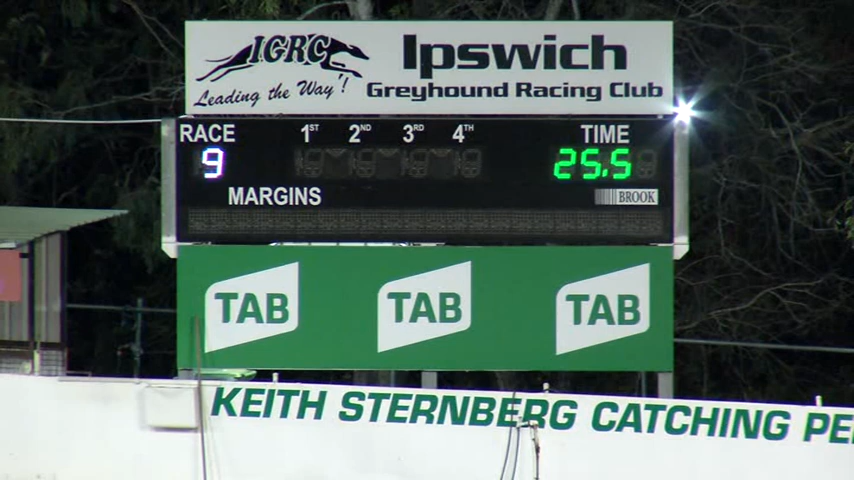 IGRC
Leading the Way'!
Ipswich
Greyhound Racing Club
RACE 1ST 2ND 3RD 4TH TIME
9 25.5
MARGINS BROOK
TAB TAB TAB
KEITH STERNBERG CATCHING PE